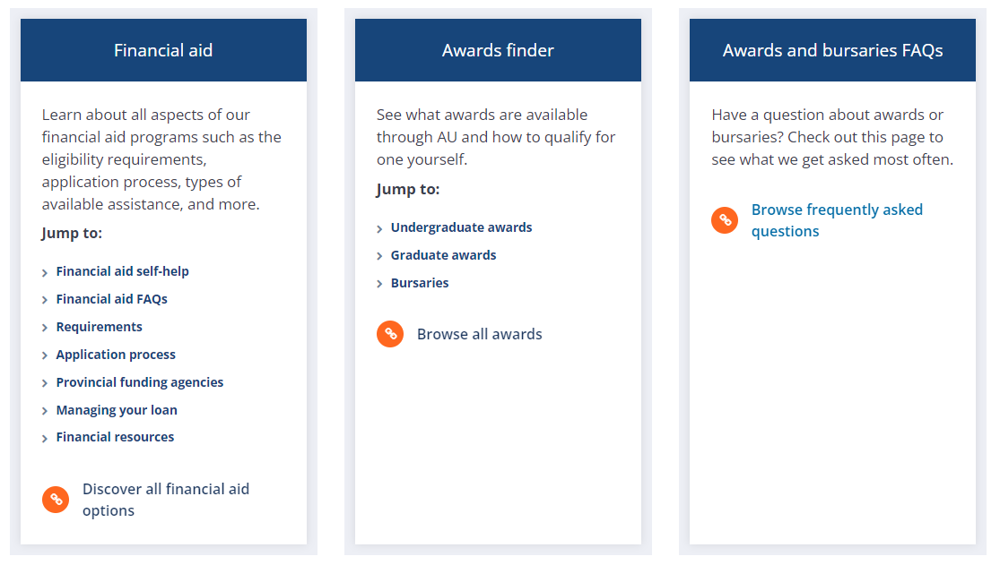 Financial aid
Learn about all aspects of our
financial aid programs such as the
eligibility requirements,
application process, types of
available assistance, and more.
Jump to:
Financial aid self-help
Financial aid FAQs
Requirements
Application process
Provincial funding agencies
Managing your loan
Financial resources
Discover all financial aid
options
Awards finder
See what awards are available
through AU and how to qualify for
one yourself.
Jump to:
Undergraduate awards
Graduate awards
Bursaries
Browse all awards
Awards and bursaries FAQs
Have a question about awards or
bursaries? Check out this page to
see what we get asked most often.
Browse frequently asked
questions